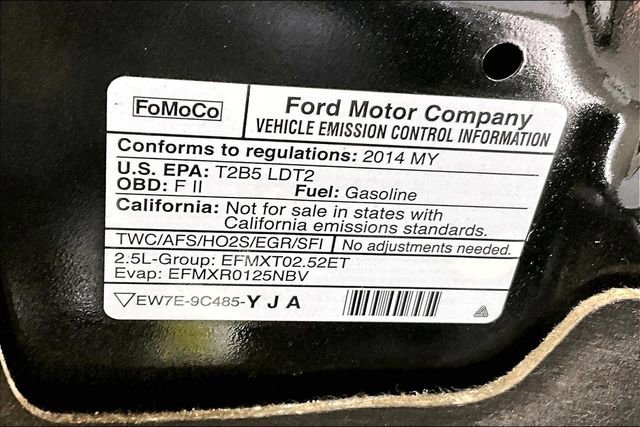 FoMoCo
Ford Motor Company
VEHICLE EMISSION CONTROL INFORMATION
Conforms to regulations: 2014 MY
U.S. EPA: T2B5 LDT2
OBD: F II Fuel: Gasoline
California: Not for sale in states with
California emissions standards.
TWC/AFS/HO2S/EGR/SFI No adjustments needed.
2.5L-Group: EFMXT02.52ET
Evap: EFMXR0125NBV
EW7E-9C485-Y J A